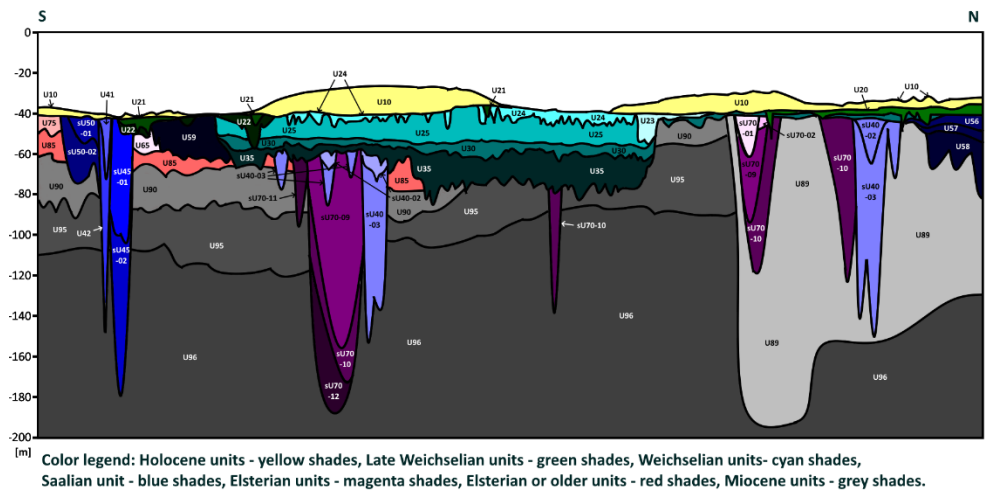 S N
0
-20
-40
-60
-80
-100
-120
-140
-160
-180
-200
[m]
U10
U41
U21
U24
U21
U10
U21
U24
U24
U10
U20
U10
U75
sU50
-01
U22
U22
U25
U25
U25
U23
U59
U65
U85
sU50-02
U85
U30
U30
U30
U35
U35
U35
U90
sU70
-01
sU70-02
sU70
-09
sU70
-10
sU40
-02
U56
U57
U58
sU45
-01
sU40-03
sU70-11
U85
sU40-02
U90
U90
U90
U95
U95
U95
U95
U42
sU45
-02
sU70-09
sU40
-03
sU70-10
sU70
-10
U89
sU40
-03
U89
U96
U96
U96
U89
U96
sU70
-10
sU70
-12
Color legend: Holocene units - yellow shades, Late Weichselian units - green shades, Weichselian units- cyan shades,
Saalian unit - blue shades, Elsterian units - magenta shades, Elsterian or older units - red shades, Miocene units - grey shades.